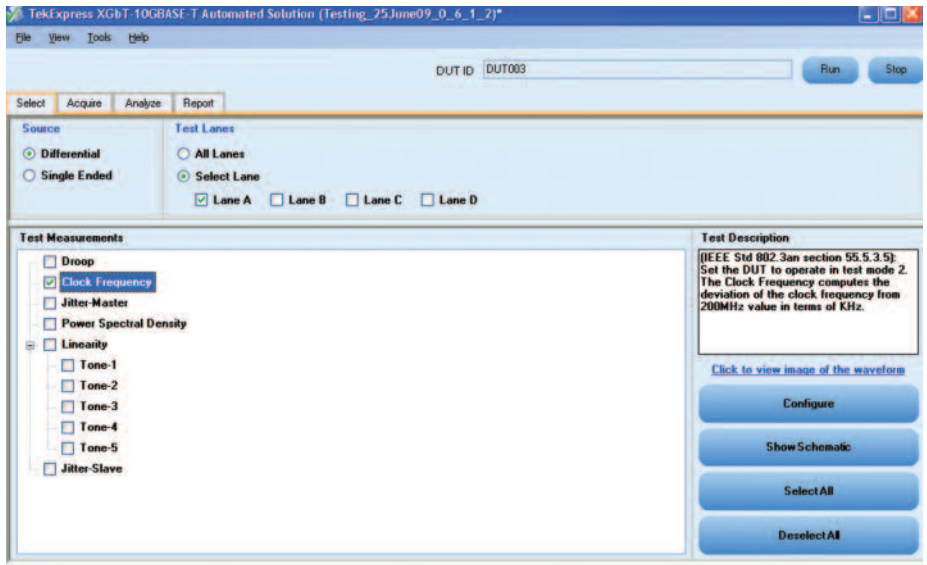 TekExpress XGbT-10GBASE-T Automated Solution (Testing_25June09_0_6_1_2)*
File View Tools Help
DUT ID DUT003 Run Stop
Select Acquire Analyze Report
Source
Differential
Single Ended
Test Lanes
All Lanes
Select Lane
Lane A Lane B Lane C Lane D
Test Measurements
Droop
Clock Frequency
Jitter-Master
Power Spectral Density
Linearity
Tone-1
Tone-2
Tone-3
Tone-4
Tone-5
Jitter-Slave
Test Description
(IEEE Std 802.3an section 55.5.3.5):
Set the DUT to operate in test mode 2.
The Clock Frequency computes the
deviation of the clock frequency from
200MHz value in terms of KHz.
Click to view image of the waveform
Configure
Show Schematic
Select All
Deselect All